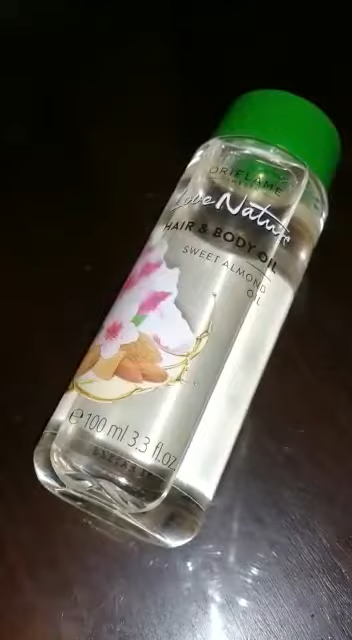 ORIFLAME
Love Nature
HAIR & BODY OIL
SWEET ALMOND
OIL
e 100 ml 3.3 fl.oz.